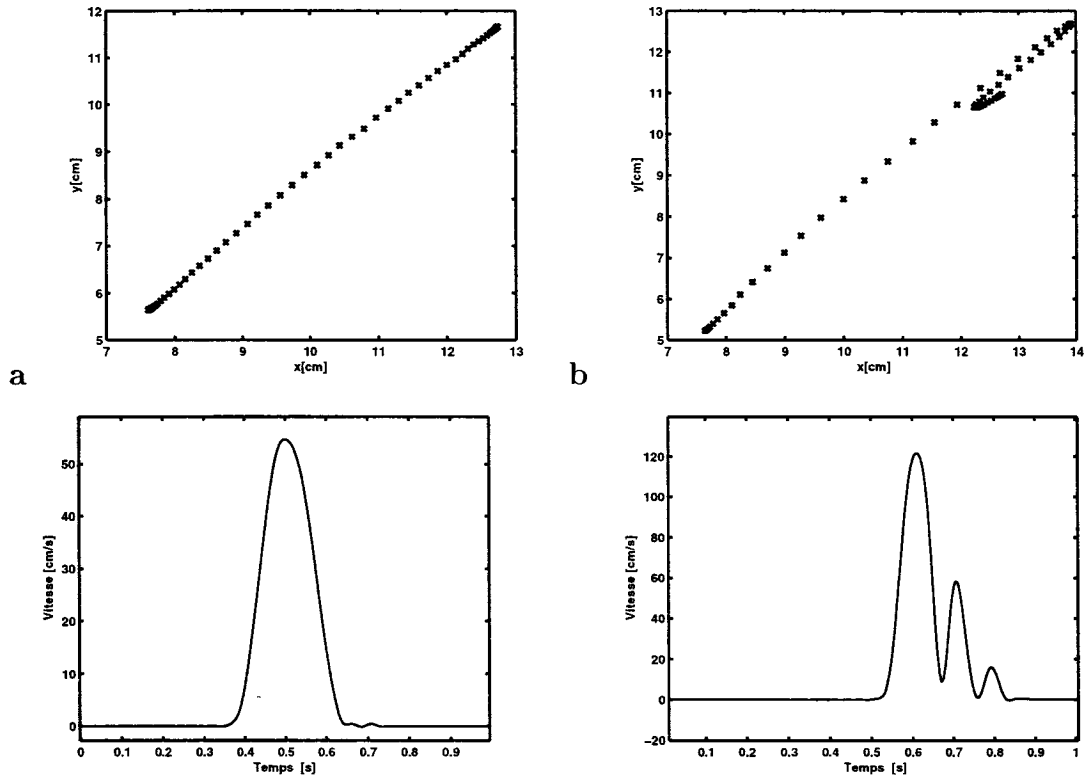 12
11
10
9
8
7
6
5
y[cm]
7 8 9 10 11 12 13
x[cm]
a
13
12
11
10
9
8
7
6
5
y[cm]
7 8 9 10 11 12 13 14
x[cm]
b
50
40
30
20
10
0
Vitesse [cm/s]
0 0.1 0.2 0.3 0.4 0.5 0.6 0.7 0.8 0.9
Temps [s]
120
100
80
60
40
20
0
-20
Vitesse [cm/s]
0.1 0.2 0.3 0.4 0.5 0.6 0.7 0.8 0.9 1
Temps [s]